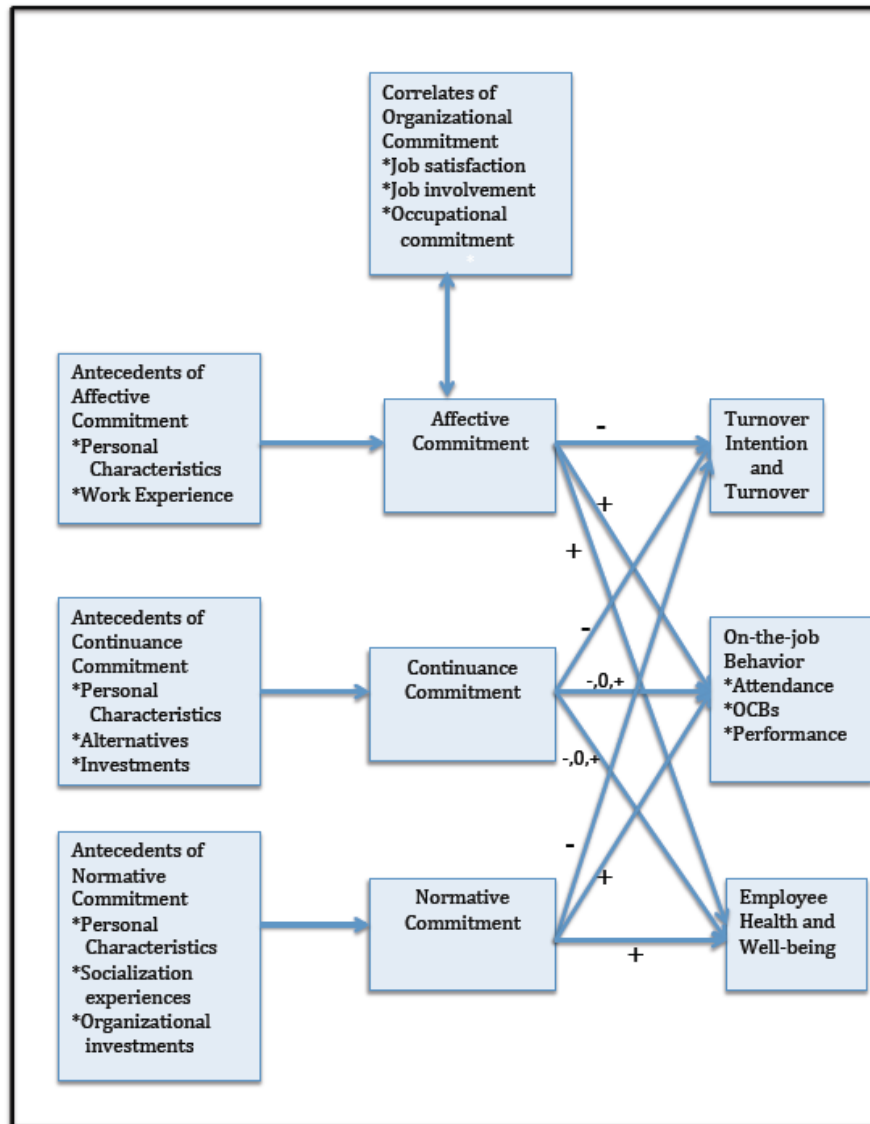 Correlates of
Organizational
Commitment
*Job satisfaction
*Job involvement
*Occupational
commitment
Antecedents of
Affective
Commitment
*Personal
Characteristics
*Work Experience
Affective
Commitment
-
+
+
Turnover
Intention
and
Turnover
Antecedents of
Continuance
Commitment
*Personal
Characteristics
*Alternatives
*Investments
Continuance
Commitment
-
-,0,+
-,0,+
On-the-job
Behavior
*Attendance
*OCBs
*Performance
Antecedents of
Normative
Commitment
*Personal
Characteristics
*Socialization
experiences
*Organizational
investments
Normative
Commitment
-
+
+
Employee
Health and
Well-being